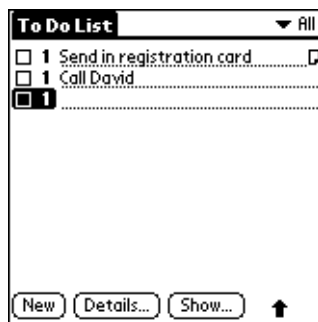 To Do List All
1 Send in registration card
1 Call David
1
New Details... Show...